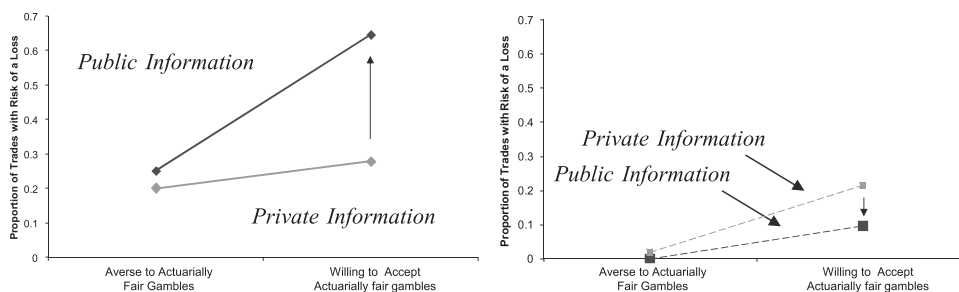 Proportion of Trades with Risk of a Loss
0.7
0.6
0.5
0.4
0.3
0.2
0.1
0
Public Information
Private Information
Averse to Actuarially
Fair Gambles
Willing to Accept
Actuarially fair gambles
Proportion of Trades with Risk of a Loss
0.7
0.6
0.5
0.4
0.3
0.2
0.1
0
Private Information
Public Information
Averse to Actuarially
Fair Gambles
Willing to Accept
Actuarially fair gambles